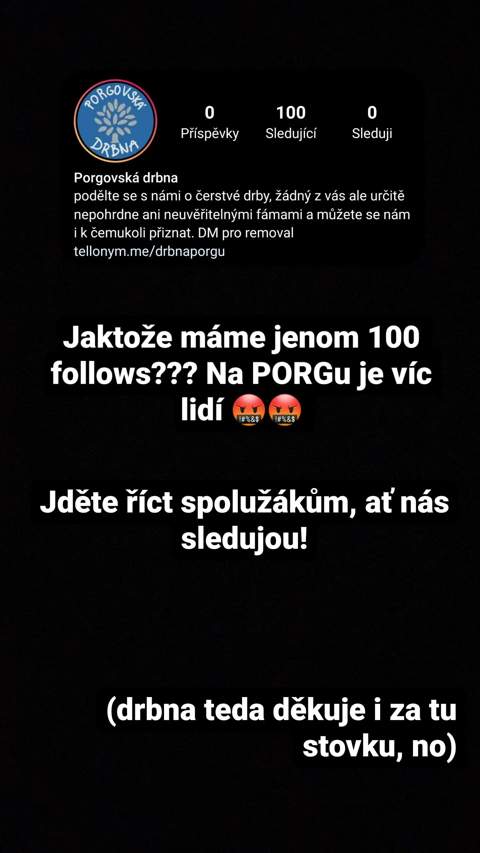 PORGOVSKÁ
DRBNA
0 100 0
Příspěvky Sledující Sleduji
Porgovská drbna
podělte se s námi o čerstvé drby, žádný z vás ale určitě
nepohrdne ani neuvěřitelnými fámami a můžete se nám
i k čemukoli přiznat. DM pro removal
tellonym.me/drbnaporgu
Jaktože máme jenom 100
follows??? Na PORGu je víc
lidí 🤬🤬
Jděte říct spolužákům, ať nás
sledujou!
(drbna teda děkuje i za tu
stovku, no)